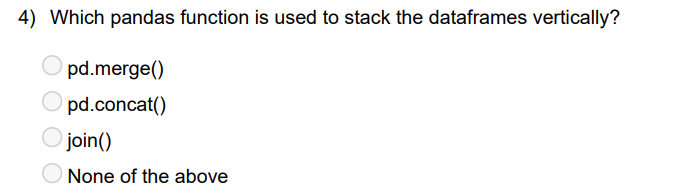 4) Which pandas function is used to stack the dataframes vertically?
pd.merge()
pd.concat()
join()
None of the above